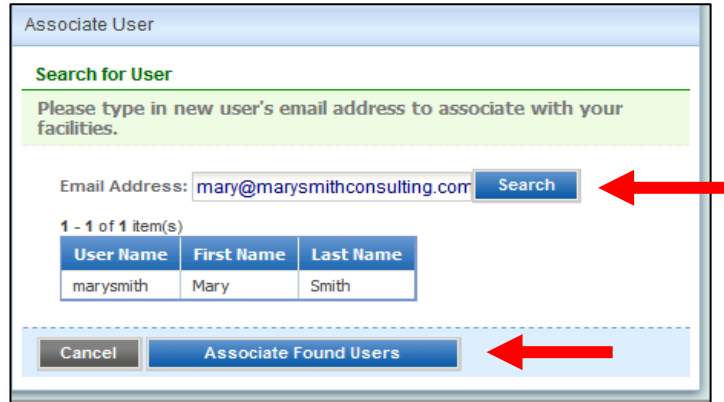 Associate User
Search for User
Please type in new user's email address to associate with your
facilities.
Email Address: mary@marysmithconsulting.com Search
1 - 1 of 1 item(s)
User Name First Name Last Name
marysmith Mary Smith
Cancel Associate Found Users